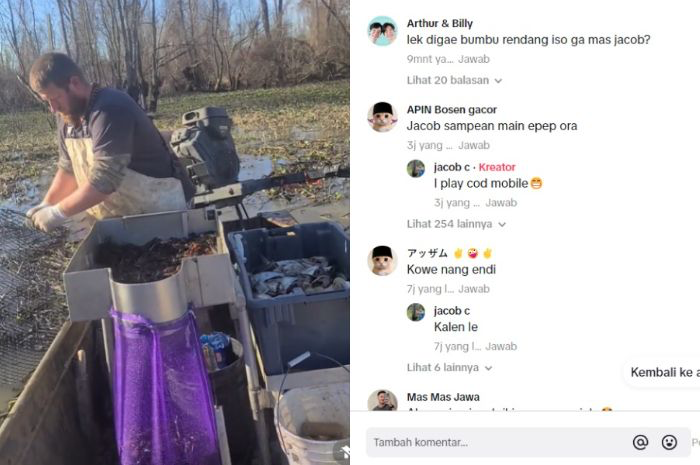 Arthur & Billy
lek digae bumbu rendang iso ga mas jacob?
9mnt ya... Jawab
Lihat 20 balasan
APIN Bosen gacor
Jacob sampean main epep ora
3j yang ... Jawab
jacob c · Kreator
I play cod mobile😁
3j yang ... Jawab
Lihat 254 lainnya
アッザム ✌️🤪✌️
Kowe nang endi
7j yang l... Jawab
jacob c
Kalen le
7j yang l... Jawab
Lihat 6 lainnya
Kembali ke a
Mas Mas Jawa
Tambah komentar...